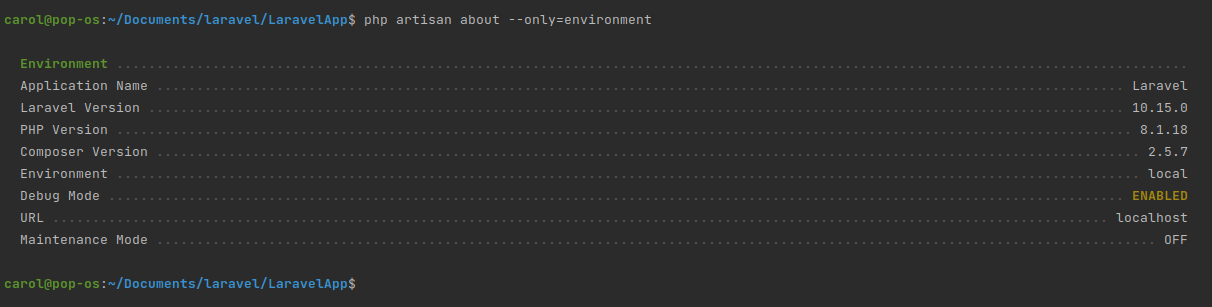 carol@pop-os:~/Documents/laravel/LaravelApp$ php artisan about --only=environment
Environment ......................................................................................................................................
Application Name ......................................................................................................................... Laravel
Laravel Version .......................................................................................................................... 10.15.0
PHP Version ............................................................................................................................... 8.1.18
Composer Version ........................................................................................................................... 2.5.7
Environment ................................................................................................................................ local
Debug Mode ............................................................................................................................... ENABLED
URL .................................................................................................................................... localhost
Maintenance Mode ............................................................................................................................. OFF
carol@pop-os:~/Documents/laravel/LaravelApp$